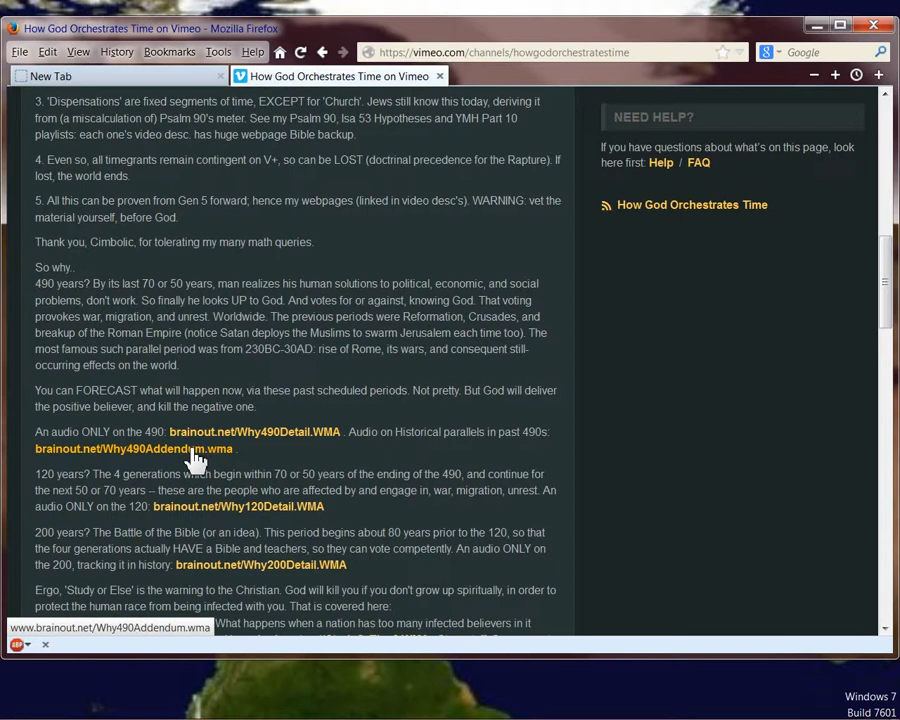 How God Orchestrates Time on Vimeo - Mozilla Firefox
File Edit View History Bookmarks Tools Help
https://vimeo.com/channels/howgodorchestratestime
Google
New Tab
How God Orchestrates Time on Vimeo
3. 'Dispensations' are fixed segments of time, EXCEPT for 'Church'. Jews still know this today, deriving it
from (a miscalculation of) Psalm 90's meter. See my Psalm 90, Isa 53 Hypotheses and YMH Part 10
playlists: each one's video desc. has huge webpage Bible backup.
4. Even so, all timegrants remain contingent on V+, so can be LOST (doctrinal precedence for the Rapture). If
lost, the world ends.
5. All this can be proven from Gen 5 forward; hence my webpages (linked in video desc's). WARNING: vet the
material yourself, before God.
Thank you, Cimbolic, for tolerating my many math queries.
So why..
490 years? By its last 70 or 50 years, man realizes his human solutions to political, economic, and social
problems, don't work. So finally he looks UP to God. And votes for or against, knowing God. That voting
provokes war, migration, and unrest. Worldwide. The previous periods were Reformation, Crusades, and
breakup of the Roman Empire (notice Satan deploys the Muslims to swarm Jerusalem each time too). The
most famous such parallel period was from 230BC-30AD: rise of Rome, its wars, and consequent still-
occurring effects on the world.
You can FORECAST what will happen now, via these past scheduled periods. Not pretty. But God will deliver
the positive believer, and kill the negative one.
An audio ONLY on the 490: brainout.net/Why490Detail.WMA . Audio on Historical parallels in past 490s:
brainout.net/Why490Addendum.wma .
120 years? The 4 generations which begin within 70 or 50 years of the ending of the 490, and continue for
the next 50 or 70 years -- these are the people who are affected by and engage in, war, migration, unrest. An
audio ONLY on the 120: brainout.net/Why120Detail.WMA
200 years? The Battle of the Bible (or an idea). This period begins about 80 years prior to the 120, so that
the four generations actually HAVE a Bible and teachers, so they can vote competently. An audio ONLY on
the 200, tracking it in history: brainout.net/Why200Detail.WMA
Ergo, 'Study or Else' is the warning to the Christian. God will kill you if you don't grow up spiritually, in order to
protect the human race from being infected with you. That is covered here:
What happens when a nation has too many infected believers in it
NEED HELP?
If you have questions about what's on this page, look
here first: Help / FAQ
How God Orchestrates Time
www.brainout.net/Why490Addendum.wma
ABP
Windows 7
Build 7601